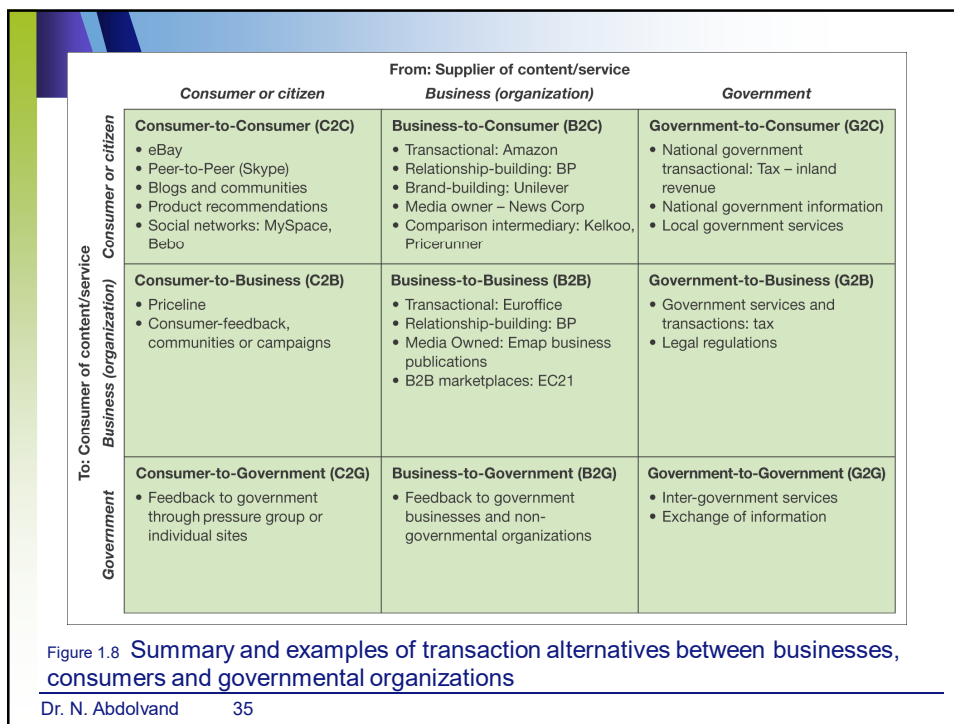 From: Supplier of content/service
Consumer or citizen
Business (organization)
Government
To: Consumer of content/service
Consumer or citizen
Consumer-to-Consumer (C2C)
• eBay
• Peer-to-Peer (Skype)
• Blogs and communities
• Product recommendations
• Social networks: MySpace,
Bebo
Business-to-Consumer (B2C)
• Transactional: Amazon
• Relationship-building: BP
• Brand-building: Unilever
• Media owner – News Corp
• Comparison intermediary: Kelkoo,
Pricerunner
Government-to-Consumer (G2C)
• National government
transactional: Tax – inland
revenue
• National government information
• Local government services
Business (organization)
Consumer-to-Business (C2B)
• Priceline
• Consumer-feedback,
communities or campaigns
Business-to-Business (B2B)
• Transactional: Euroffice
• Relationship-building: BP
• Media Owned: Emap business
publications
• B2B marketplaces: EC21
Government-to-Business (G2B)
• Government services and
transactions: tax
• Legal regulations
Government
Consumer-to-Government (C2G)
• Feedback to government
through pressure group or
individual sites
Business-to-Government (B2G)
• Feedback to government
businesses and non-
governmental organizations
Government-to-Government (G2G)
• Inter-government services
• Exchange of information
Figure 1.8 Summary and examples of transaction alternatives between businesses,
consumers and governmental organizations
Dr. N. Abdolvand 35